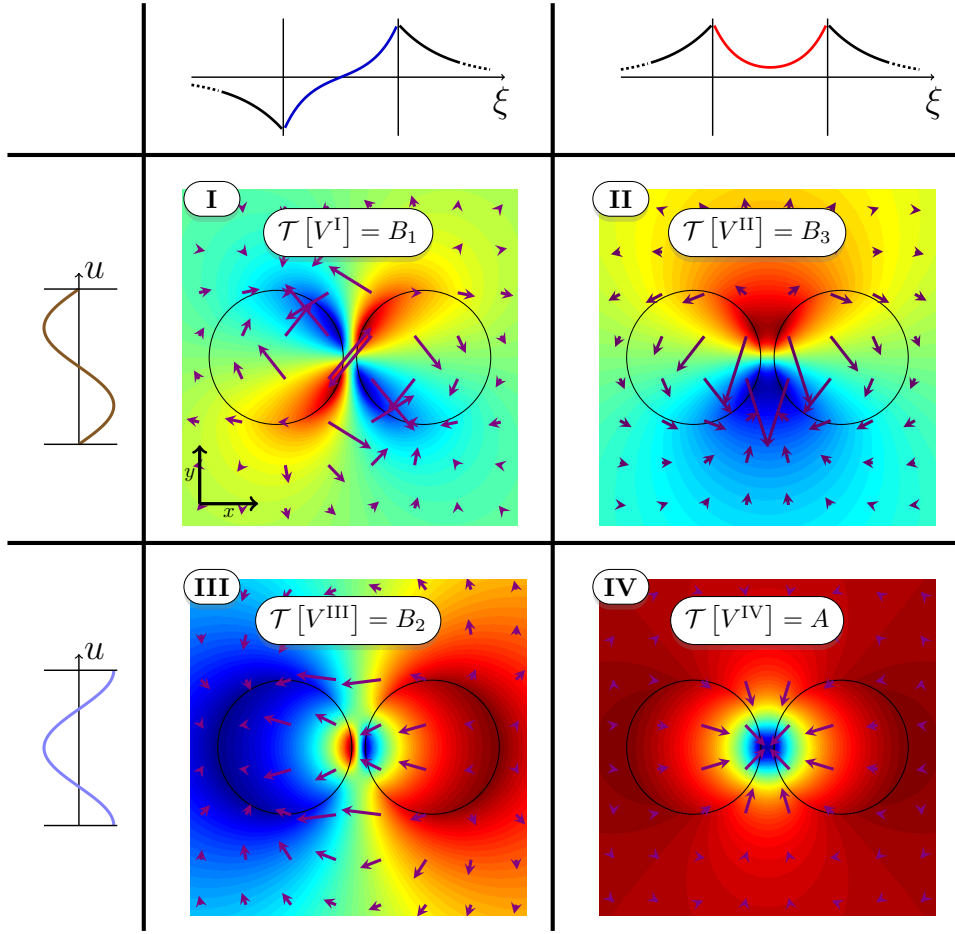 ξ
ξ
u
I
𝒯 [V^I] = B_1
y
x
II
𝒯 [V^II] = B_3
u
III
𝒯 [V^III] = B_2
IV
𝒯 [V^IV] = A